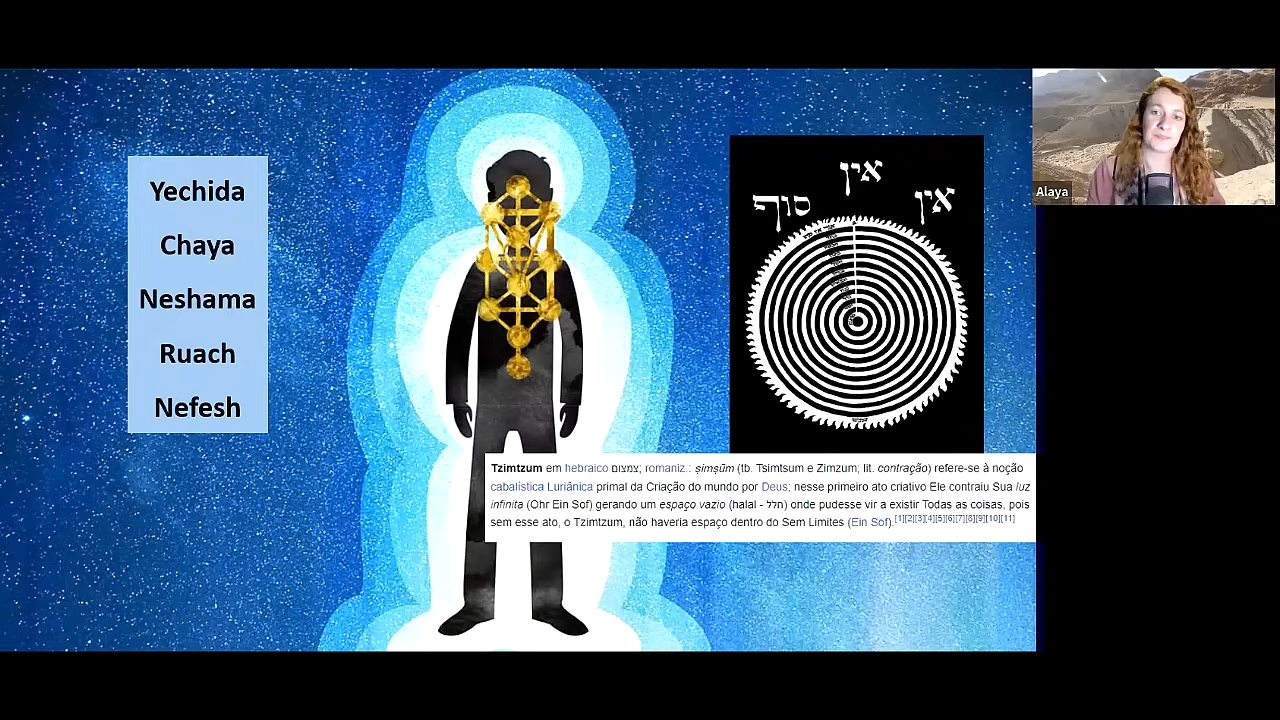 Yechida
Chaya
Neshama
Ruach
Nefesh
אין
אין
סוף
Tzimtzum em hebraico צמצום; romaniz.: ṣimṣūm (tb. Tsimtsum e Zimzum; lit. contração) refere-se à noção
cabalística Luriânica primal da Criação do mundo por Deus; nesse primeiro ato criativo Ele contraiu Sua luz
infinita (Ohr Ein Sof) gerando um espaço vazio (halal - חלל) onde pudesse vir a existir Todas as coisas, pois
sem esse ato, o Tzimtzum, não haveria espaço dentro do Sem Limites (Ein Sof).[1][2][3][4][5][6][7][8][9][10][11]
Alaya